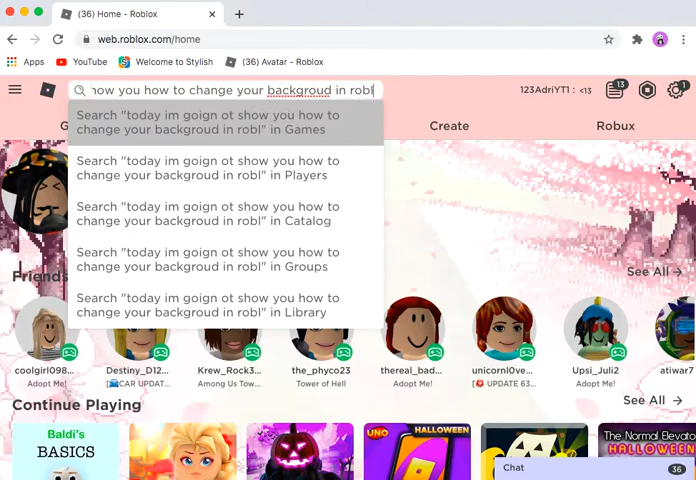 (36) Home - Roblox
web.roblox.com/home
Apps YouTube Welcome to Stylish (36) Avatar - Roblox
how you how to change your backgroud in robl
123AdriYT1 : <13
13
1
Search "today im goign ot show you how to
change your backgroud in robl" in Games
Search "today im goign ot show you how to
change your backgroud in robl" in Players
Search "today im goign ot show you how to
change your backgroud in robl" in Catalog
Search "today im goign ot show you how to
change your backgroud in robl" in Groups
Search "today im goign ot show you how to
change your backgroud in robl" in Library
G
Create
Robux
Friends
See All →
coolgirl098... Destiny_D12... Krew_Rock3... the_phyco23 thereal_bad... unicornl0ve... Upsi_Juli2 atiwar7
Adopt Me! [CAR UPDAT... Among Us Tow... Tower of Hell Adopt Me! [UPDATE 63... Adopt Me!
Continue Playing
See All →
Baldi's
BASICS
UNO
HALLOWEEN
The Normal Elevator
HALLOWEEN
Chat
36